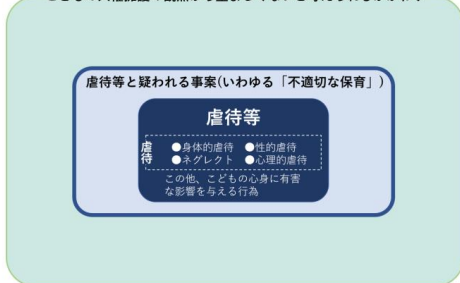 虐待等と疑われる事案(いわゆる「不適切な保育」)
虐待等
虐待
●身体的虐待 ●性的虐待
●ネグレクト ●心理的虐待
この他、こどもの心身に有害
な影響を与える行為